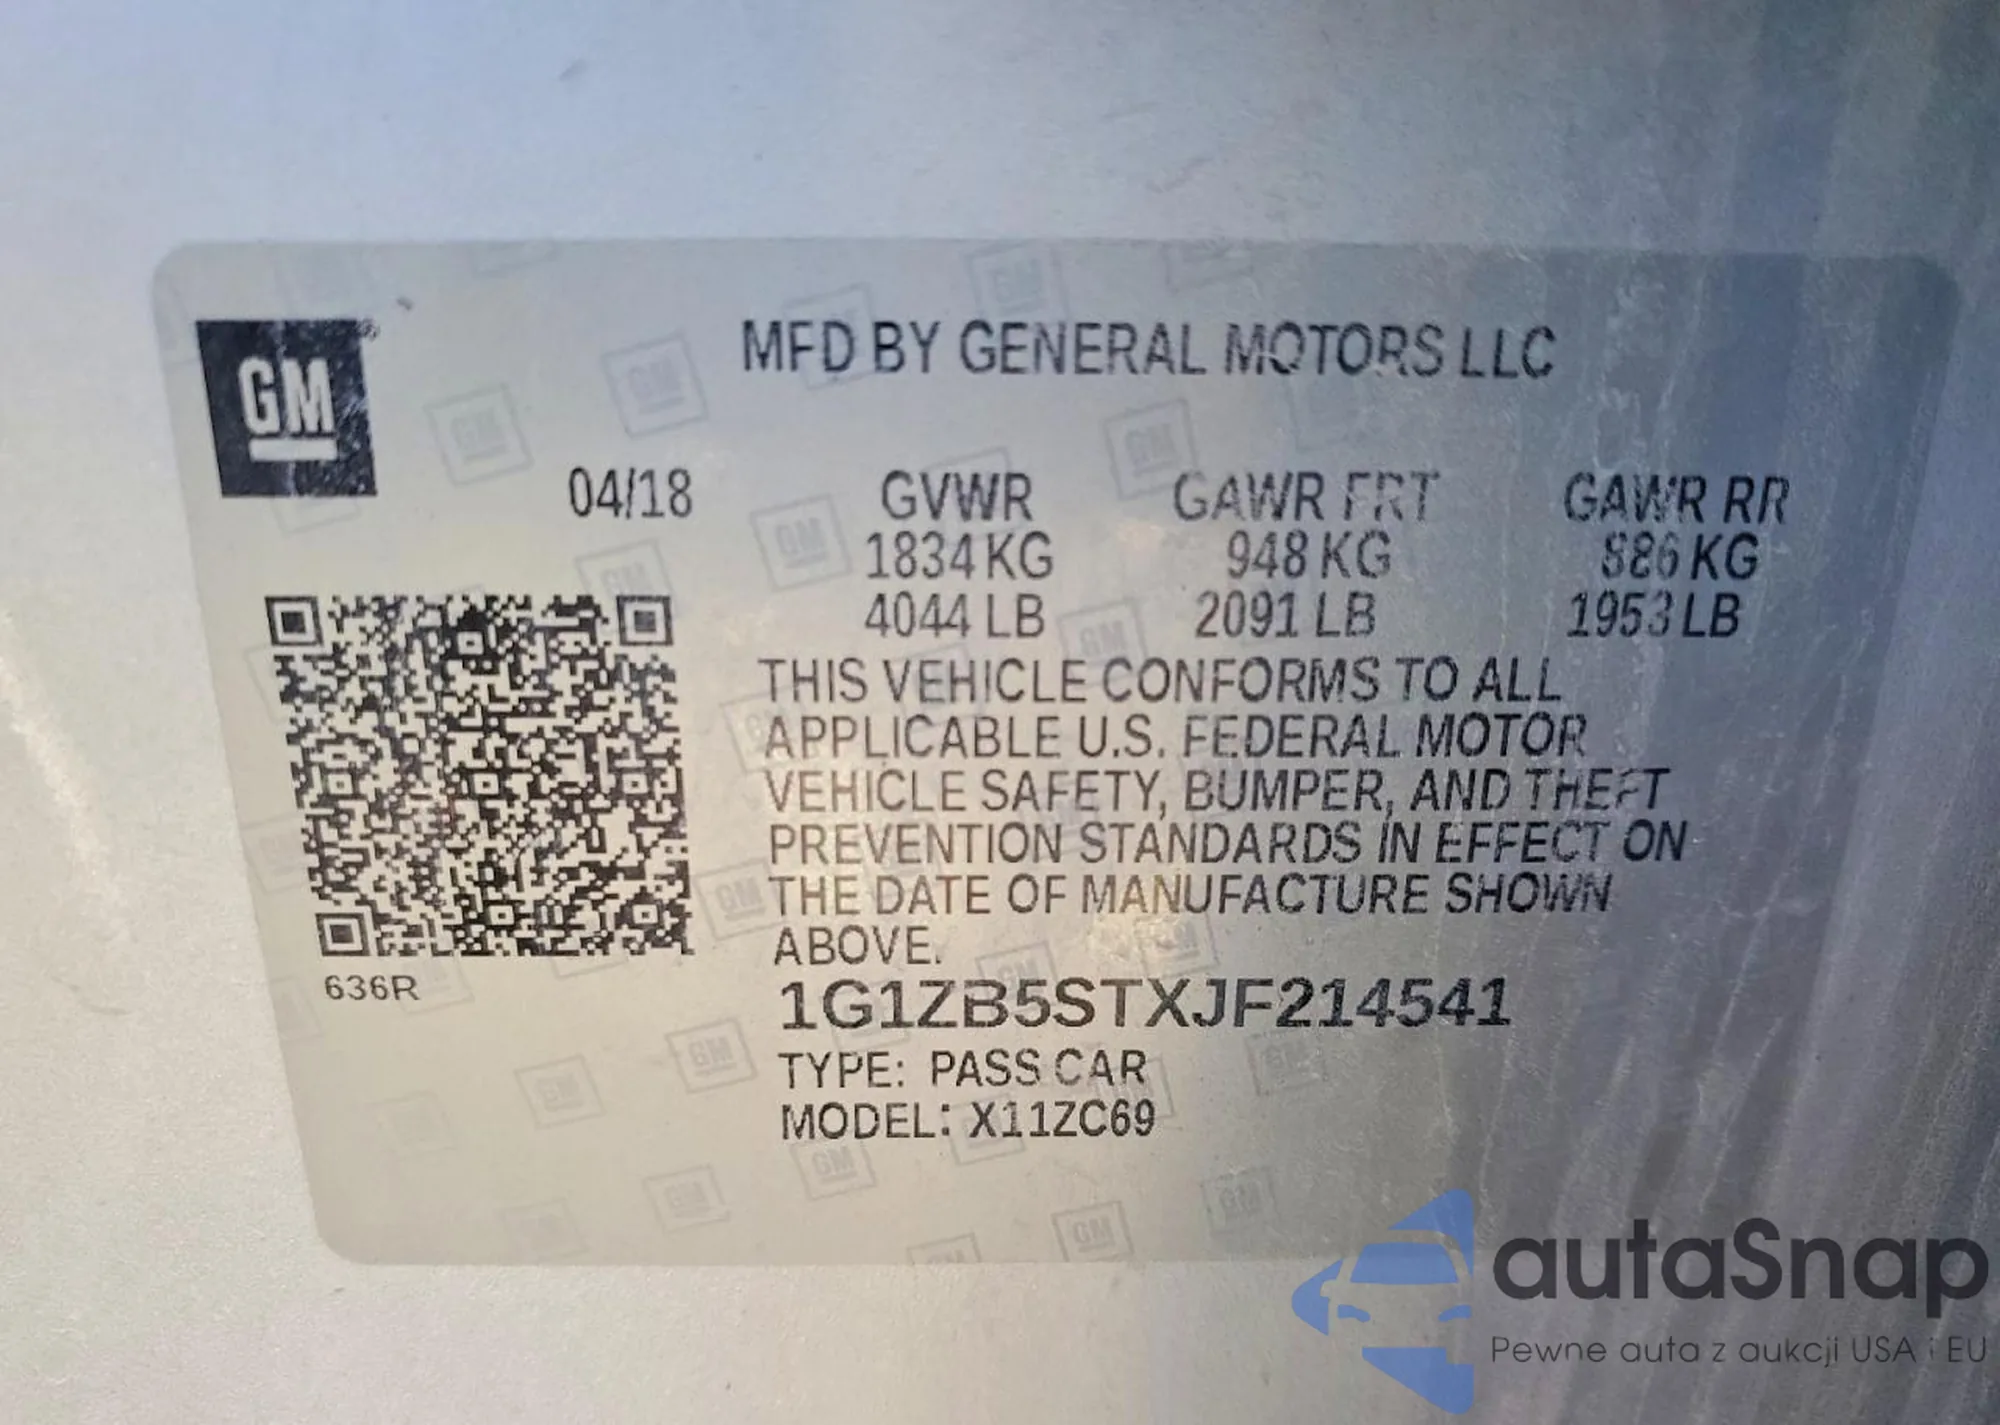 GM
MFD BY GENERAL MOTORS LLC
04/18 GVWR GAWR FRT GAWR RR
1834 KG 948 KG 886 KG
4044 LB 2091 LB 1953 LB
THIS VEHICLE CONFORMS TO ALL
APPLICABLE U.S. FEDERAL MOTOR
VEHICLE SAFETY, BUMPER, AND THEFT
PREVENTION STANDARDS IN EFFECT ON
THE DATE OF MANUFACTURE SHOWN
ABOVE.
636R
1G1ZB5STXJF214541
TYPE: PASS CAR
MODEL: X11ZC69
autaSnap
Pewne auta z aukcji USA i EU